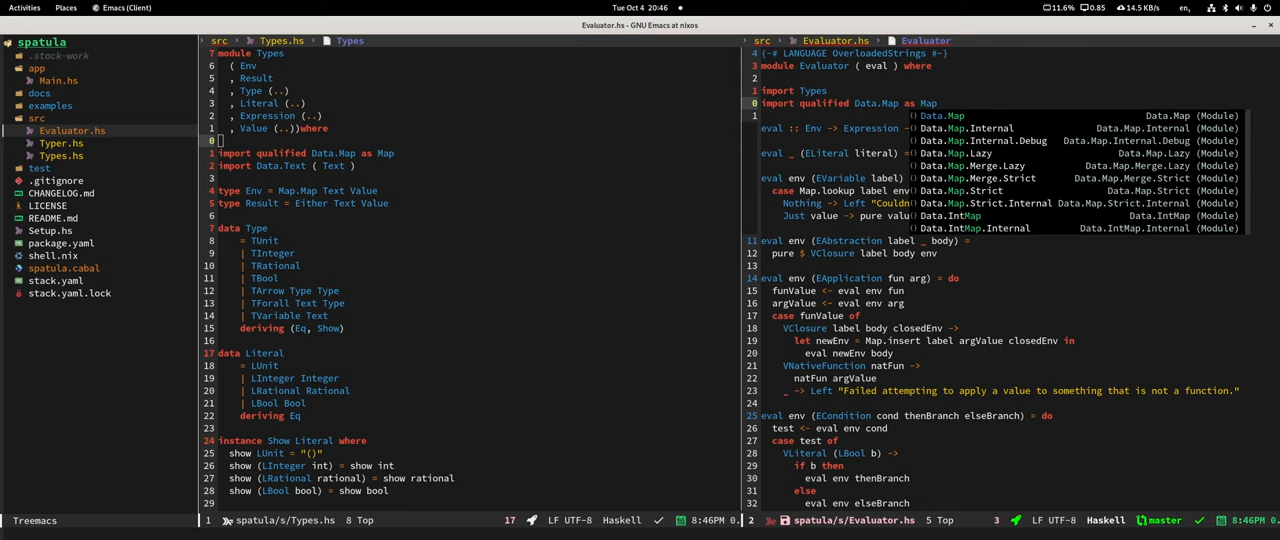 Activities Places Emacs (Client) Tue Oct 4 20:46 11.6% 0.85 14.5 KB/s en,
Evaluator.hs - GNU Emacs at nixos
spatula
.stack-work
app
Main.hs
docs
examples
src
Evaluator.hs
Typer.hs
Types.hs
test
.gitignore
CHANGELOG.md
LICENSE
README.md
Setup.hs
package.yaml
shell.nix
spatula.cabal
stack.yaml
stack.yaml.lock
Treemacs
src Types.hs Types
7 module Types
6 ( Env
5 , Result
4 , Type (..)
3 , Literal (..)
2 , Expression (..)
1 , Value (..))where
0
1 import qualified Data.Map as Map
2 import Data.Text ( Text )
3
4 type Env = Map.Map Text Value
5 type Result = Either Text Value
6
7 data Type
8 = TUnit
9 | TInteger
10 | TRational
11 | TBool
12 | TArrow Type Type
13 | TForall Text Type
14 | TVariable Text
15 deriving (Eq, Show)
16
17 data Literal
18 = LUnit
19 | LInteger Integer
20 | LRational Rational
21 | LBool Bool
22 deriving Eq
23
24 instance Show Literal where
25 show LUnit = "()"
26 show (LInteger int) = show int
27 show (LRational rational) = show rational
28 show (LBool bool) = show bool
29
1 spatula/s/Types.hs 8 Top 17 LF UTF-8 Haskell 8:46PM 0.
src Evaluator.hs Evaluator
4 {-# LANGUAGE OverloadedStrings #-}
3 module Evaluator ( eval ) where
2
1 import Types
0 import qualified Data.Map as Map
1
eval :: Env -> Expression -
eval _ (ELiteral literal) =
eval env (EVariable label)
case Map.lookup label env
Nothing -> Left "Couldn
Just value -> pure valu
Data.Map Data.Map (Module)
Data.Map.Internal Data.Map.Internal (Module)
Data.Map.Internal.Debug Data.Map.Internal.Debug (Module)
Data.Map.Lazy Data.Map.Lazy (Module)
Data.Map.Merge.Lazy Data.Map.Merge.Lazy (Module)
Data.Map.Merge.Strict Data.Map.Merge.Strict (Module)
Data.Map.Strict Data.Map.Strict (Module)
Data.Map.Strict.Internal Data.Map.Strict.Internal (Module)
Data.IntMap Data.IntMap (Module)
Data.IntMap.Internal Data.IntMap.Internal (Module)
11 eval env (EAbstraction label _ body) =
12 pure $ VClosure label body env
13
14 eval env (EApplication fun arg) = do
15 funValue <- eval env fun
16 argValue <- eval env arg
17 case funValue of
18 VClosure label body closedEnv ->
19 let newEnv = Map.insert label argValue closedEnv in
20 eval newEnv body
21 VNativeFunction natFun ->
22 natFun argValue
23 _ -> Left "Failed attempting to apply a value to something that is not a function."
24
25 eval env (ECondition cond thenBranch elseBranch) = do
26 test <- eval env cond
27 case test of
28 VLiteral (LBool b) ->
29 if b then
30 eval env thenBranch
31 else
32 eval env elseBranch
2 spatula/s/Evaluator.hs 5 Top 3 LF UTF-8 Haskell master 8:46PM 0.